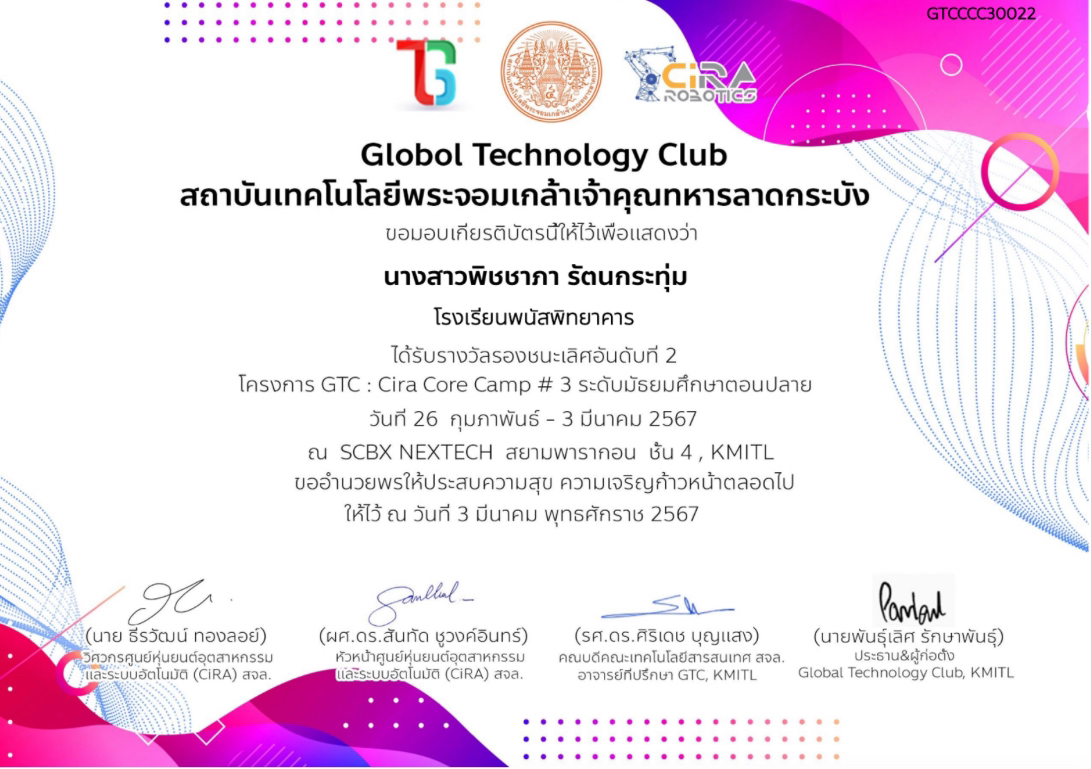 GTCCCC30022
CiRA
ROBOTICS
Globol Technology Club
สถาบันเทคโนโลยีพระจอมเกล้าเจ้าคุณทหารลาดกระบัง
ขอมอบเกียรติบัตรนี้ให้ไว้เพื่อแสดงว่า
นางสาวพิชชาภา รัตนกระทุ่ม
โรงเรียนพนัสพิทยาคาร
ได้รับรางวัลรองชนะเลิศอันดับที่ 2
โครงการ GTC : Cira Core Camp # 3 ระดับมัธยมศึกษาตอนปลาย
วันที่ 26 กุมภาพันธ์ - 3 มีนาคม 2567
ณ SCBX NEXTECH สยามพารากอน ชั้น 4 , KMITL
ขออำนวยพรให้ประสบความสุข ความเจริญก้าวหน้าตลอดไป
ให้ไว้ ณ วันที่ 3 มีนาคม พุทธศักราช 2567
(นาย ธีรวัฒน์ ทองลอย)
วิศวกรศูนย์หุ่นยนต์อุตสาหกรรม
และระบบอัตโนมัติ (CiRA) สจล.
(ผศ.ดร.สันทัด ชูวงค์อินทร์)
หัวหน้าศูนย์หุ่นยนต์อุตสาหกรรม
และระบบอัตโนมัติ (CiRA) สจล.
(รศ.ดร.ศิริเดช บุญแสง)
คณบดีคณะเทคโนโลยีสารสนเทศ สจล.
อาจารย์ที่ปรึกษา GTC, KMITL
(นายพันธุ์เลิศ รักษาพันธุ์)
ประธาน&ผู้ก่อตั้ง
Global Technology Club, KMITL